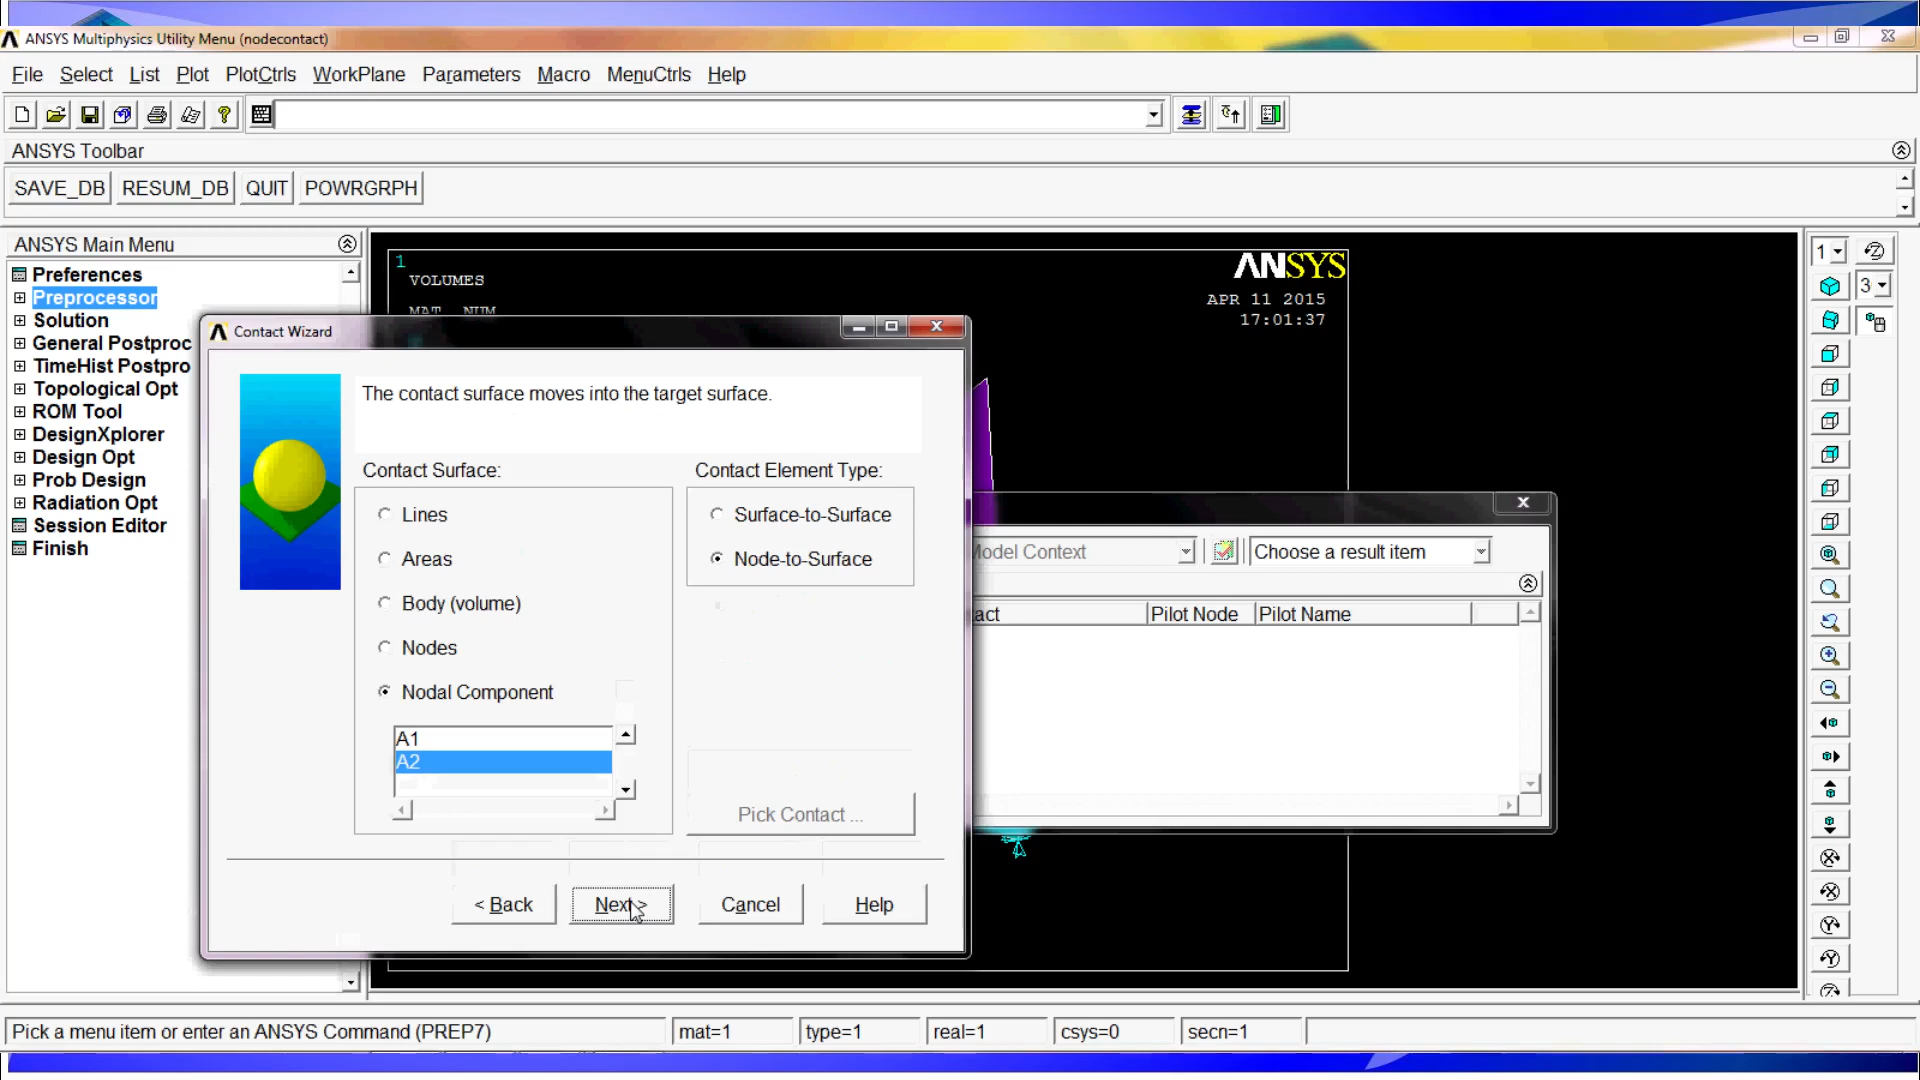 ANSYS Multiphysics Utility Menu (nodecontact)
File Select List Plot PlotCtrls WorkPlane Parameters Macro MenuCtrls Help
ANSYS Toolbar
SAVE_DB RESUM_DB QUIT POWRGRPH
ANSYS Main Menu
Preferences
Preprocessor
Solution
General Postproc
TimeHist Postpro
Topological Opt
ROM Tool
DesignXplorer
Design Opt
Prob Design
Radiation Opt
Session Editor
Finish
1
VOLUMES
MAT NUM
ANSYS
APR 11 2015
17:01:37
Contact Wizard
The contact surface moves into the target surface.
Contact Surface:
Lines
Areas
Body (volume)
Nodes
Nodal Component
A1
A2
Contact Element Type:
Surface-to-Surface
Node-to-Surface
Pick Contact ...
< Back Next > Cancel Help
Model Context Choose a result item
act Pilot Node Pilot Name
1
3
Pick a menu item or enter an ANSYS Command (PREP7) mat=1 type=1 real=1 csys=0 secn=1